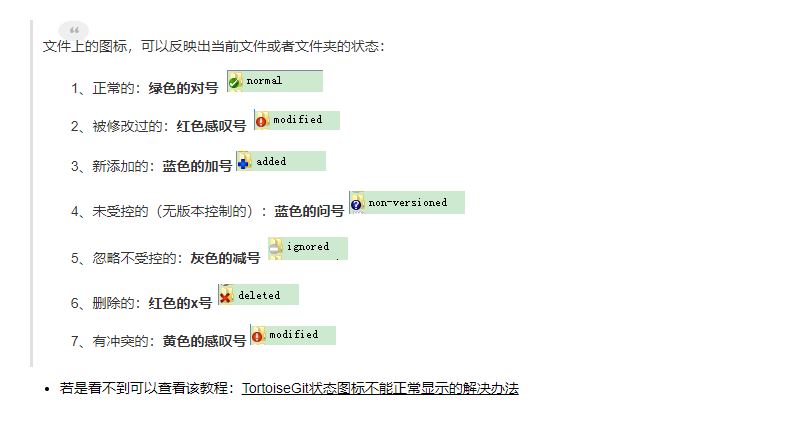 文件上的图标，可以反映出当前文件或者文件夹的状态：
1、正常的：绿色的对号 normal
2、被修改过的：红色感叹号 modified
3、新添加的：蓝色的加号 added
4、未受控的（无版本控制的）：蓝色的问号 non-versioned
5、忽略不受控的：灰色的减号 ignored
6、删除的：红色的x号 deleted
7、有冲突的：黄色的感叹号 modified
若是看不到可以查看该教程：TortoiseGit状态图标不能正常显示的解决办法